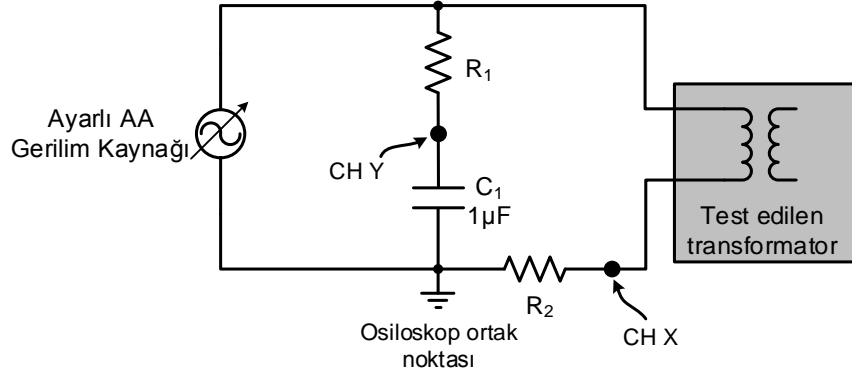 R₁
Ayarlı AA
Gerilim Kaynağı
CH Y
C₁
1µF
Test edilen
transformator
R₂
Osiloskop ortak
noktası
CH X